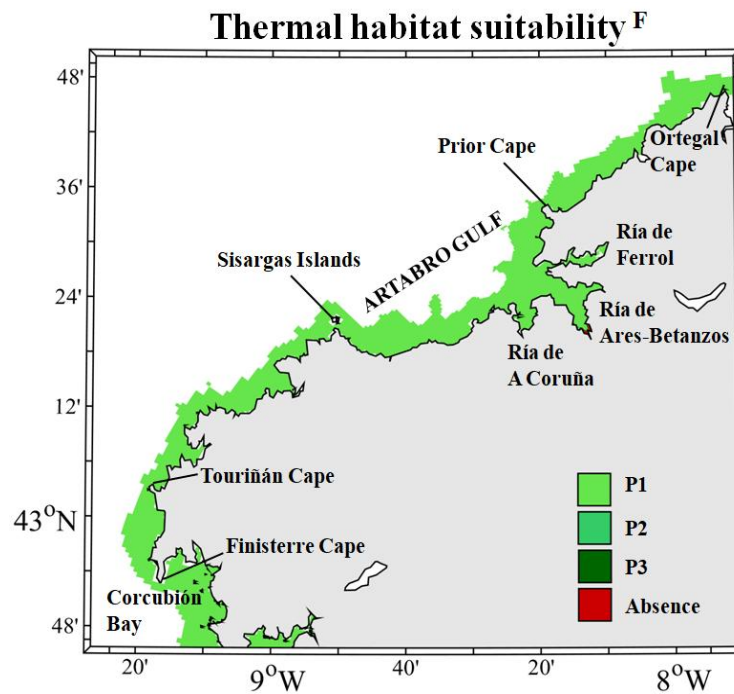 Thermal habitat suitability F
48'
Ortegal
Cape
Prior Cape
36'
Ría de
Ferrol
ARTABRO GULF
Sisargas Islands
24'
Ría de
Ares-Betanzos
Ría de
A Coruña
12'
Touriñán Cape
P1
43°N
P2
Finisterre Cape
P3
Corcubión
Bay
Absence
48'
20'
9°W
40'
20'
8°W